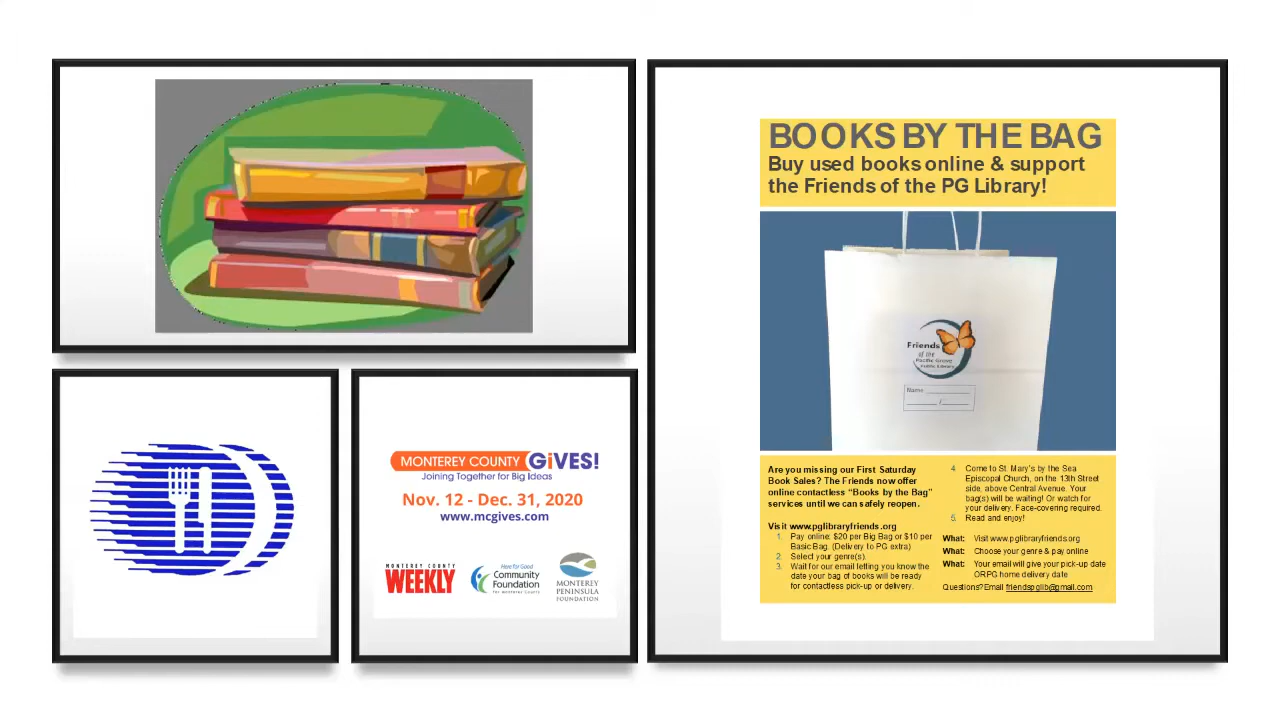 BOOKS BY THE BAG
Buy used books online & support
the Friends of the PG Library!
Friends
of the
Pacific Grove
Public Library
Name
Are you missing our First Saturday
Book Sales? The Friends now offer
online contactless “Books by the Bag”
services until we can safely reopen.
Visit www.pglibraryfriends.org
1. Pay online: $20 per Big Bag or $10 per
Basic Bag. (Delivery to PG extra)
2. Select your genre(s).
3. Wait for our email letting you know the
date your bag of books will be ready
for contactless pick-up or delivery.
4. Come to St. Mary's by the Sea
Episcopal Church, on the 13th Street
side, above Central Avenue. Your
bag(s) will be waiting! Or watch for
your delivery. Face-covering required.
5. Read and enjoy!
What: Visit www.pglibraryfriends.org
What: Choose your genre & pay online
What: Your email will give your pick-up date
ORPG home delivery date
Questions?Email friendspglib@gmail.com
MONTEREY COUNTY GiVES!
Joining Together for Big Ideas
Nov. 12 - Dec. 31, 2020
www.mcgives.com
MONTEREY COUNTY
WEEKLY
Here for Good
Community
Foundation
for Monterey County
MONTEREY
PENINSULA
FOUNDATION